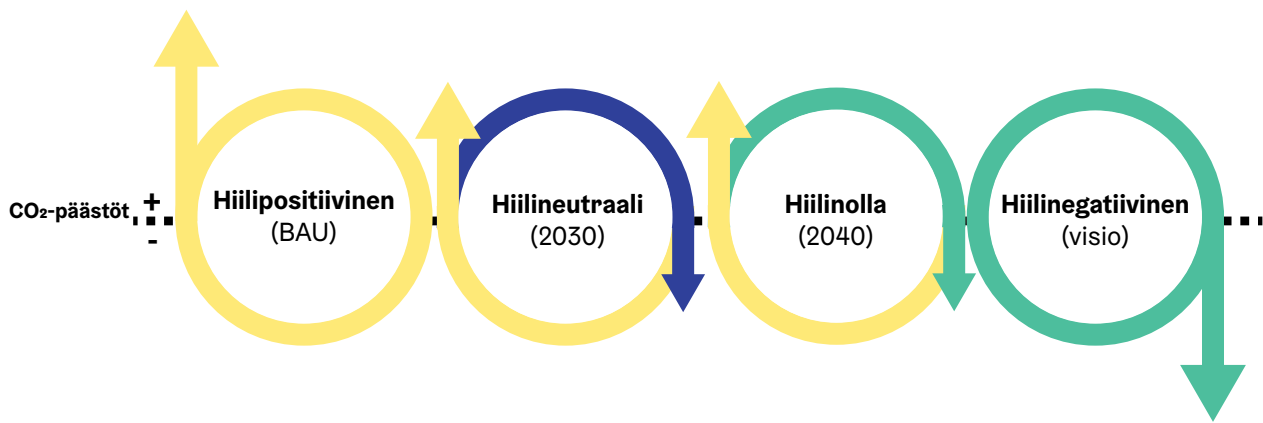 CO₂-päästöt
+
-
Hiilipositiivinen
(BAU)
Hiilineutraali
(2030)
Hiilinolla
(2040)
Hiilinegatiivinen
(visio)